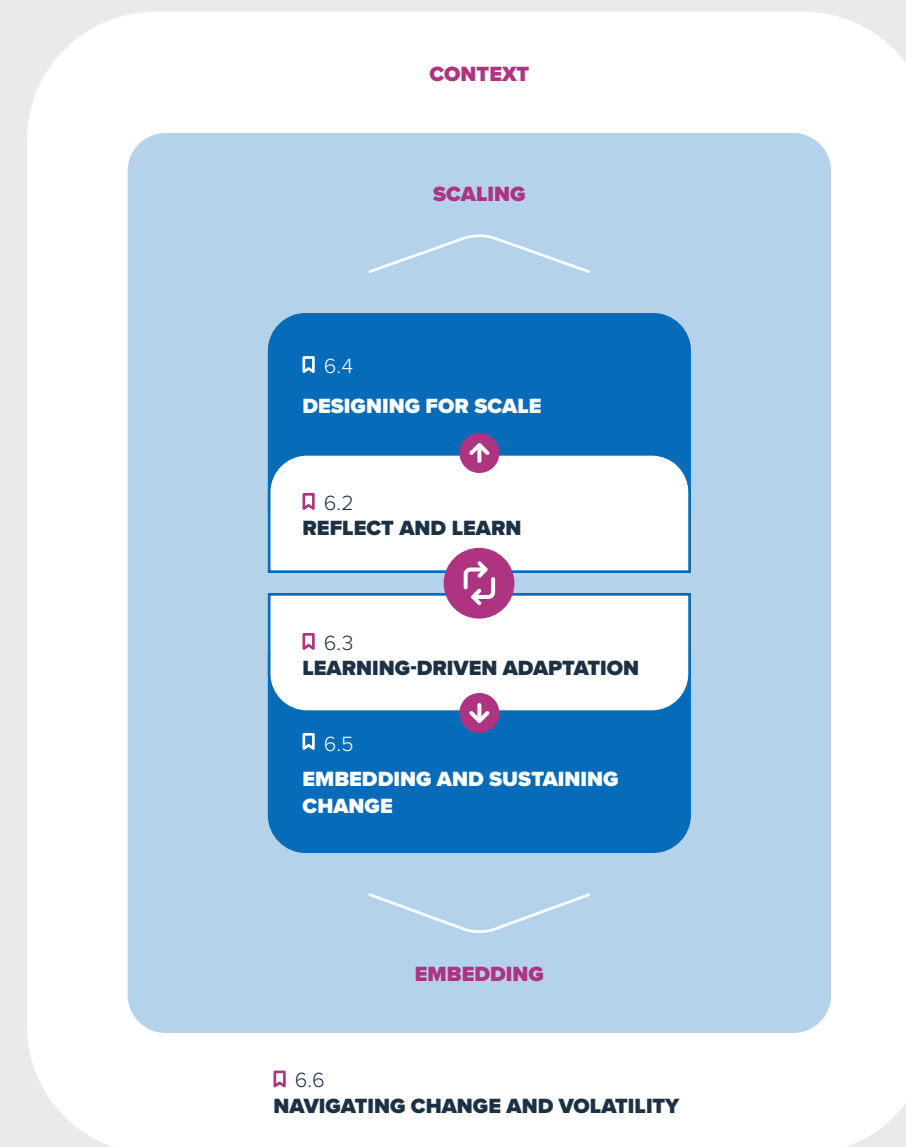 CONTEXT
SCALING
6.4
DESIGNING FOR SCALE
6.2
REFLECT AND LEARN
6.3
LEARNING-DRIVEN ADAPTATION
6.5
EMBEDDING AND SUSTAINING
CHANGE
EMBEDDING
6.6
NAVIGATING CHANGE AND VOLATILITY